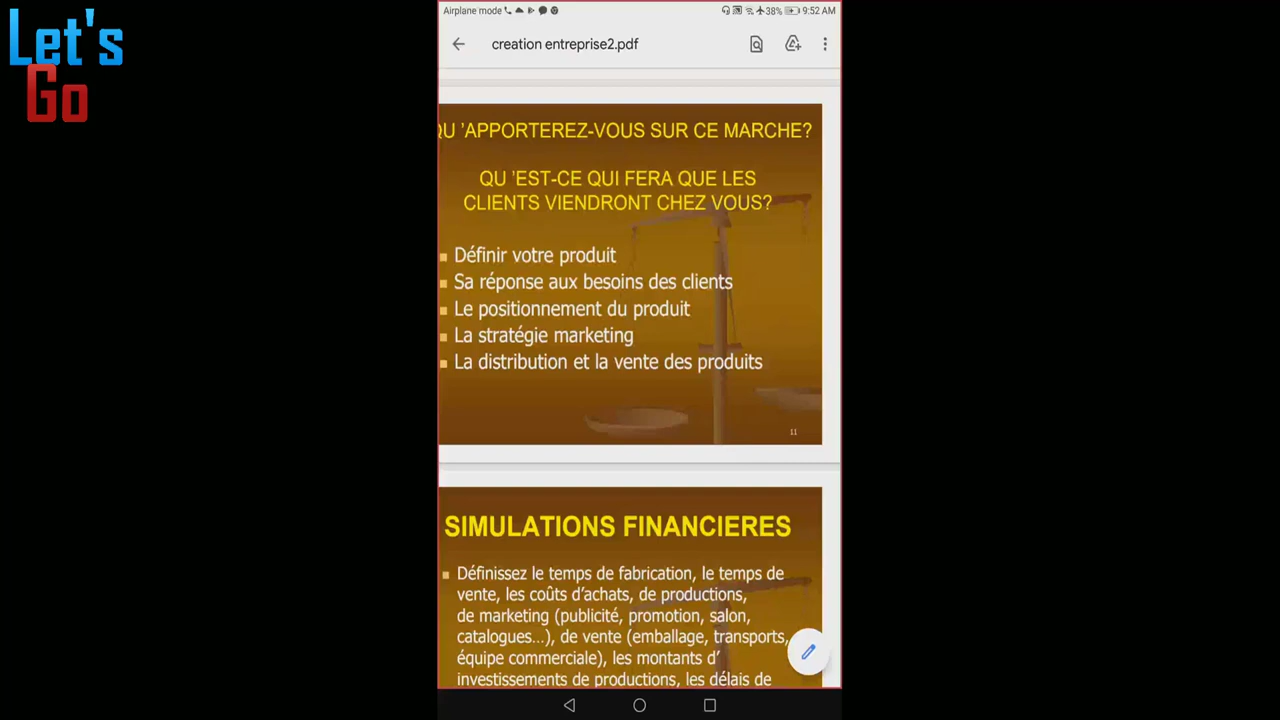 Let's
Go
Airplane mode
38%
9:52 AM
creation entreprise2.pdf
QU 'APPORTEREZ-VOUS SUR CE MARCHE?
QU 'EST-CE QUI FERA QUE LES
CLIENTS VIENDRONT CHEZ VOUS?
Définir votre produit
Sa réponse aux besoins des clients
Le positionnement du produit
La stratégie marketing
La distribution et la vente des produits
11
SIMULATIONS FINANCIERES
Définissez le temps de fabrication, le temps de
vente, les coûts d'achats, de productions,
de marketing (publicité, promotion, salon,
catalogues...), de vente (emballage, transports,
équipe commerciale), les montants d'
investissements de productions, les délais de